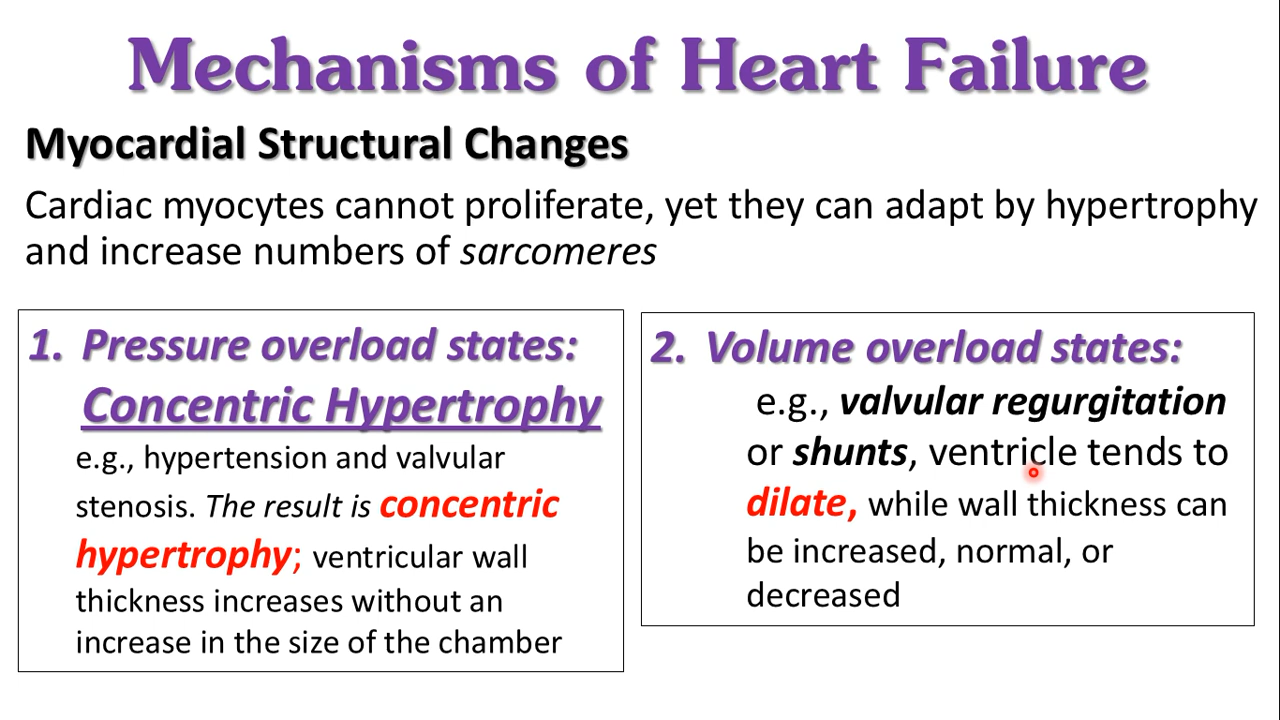 Mechanisms of Heart Failure
Myocardial Structural Changes
Cardiac myocytes cannot proliferate, yet they can adapt by hypertrophy
and increase numbers of sarcomeres
1. Pressure overload states:
Concentric Hypertrophy
e.g., hypertension and valvular
stenosis. The result is concentric
hypertrophy; ventricular wall
thickness increases without an
increase in the size of the chamber
2. Volume overload states:
e.g., valvular regurgitation
or shunts, ventricle tends to
dilate, while wall thickness can
be increased, normal, or
decreased